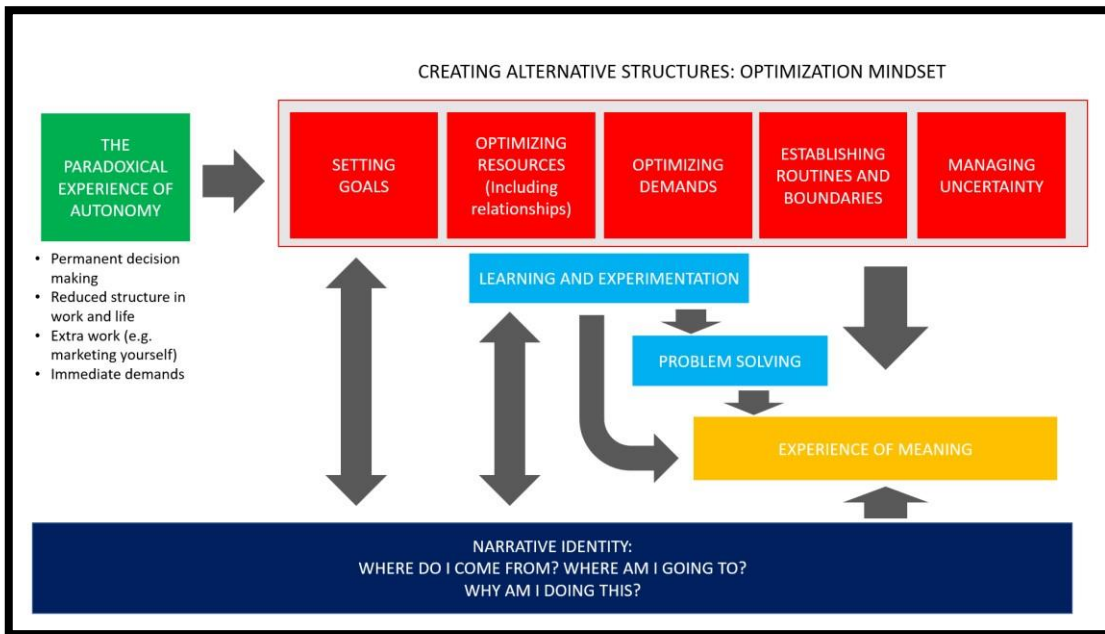 CREATING ALTERNATIVE STRUCTURES: OPTIMIZATION MINDSET
THE
PARADOXICAL
EXPERIENCE OF
AUTONOMY
• Permanent decision
making
• Reduced structure in
work and life
• Extra work (e.g.
marketing yourself)
• Immediate demands
SETTING
GOALS
OPTIMIZING
RESOURCES
(Including
relationships)
OPTIMIZING
DEMANDS
ESTABLISHING
ROUTINES AND
BOUNDARIES
MANAGING
UNCERTAINTY
LEARNING AND EXPERIMENTATION
PROBLEM SOLVING
EXPERIENCE OF MEANING
NARRATIVE IDENTITY:
WHERE DO I COME FROM? WHERE AM I GOING TO?
WHY AM I DOING THIS?